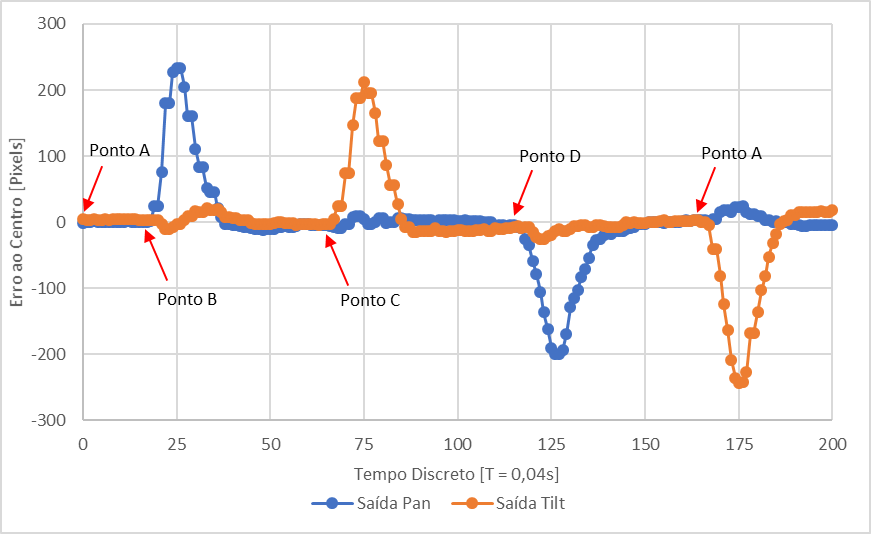 300
200
100
0
-100
-200
-300
Erro ao Centro [Pixels]
Ponto A
Ponto B
Ponto C
Ponto D
Ponto A
0 25 50 75 100 125 150 175 200
Tempo Discreto [T = 0,04s]
Saída Pan Saída Tilt